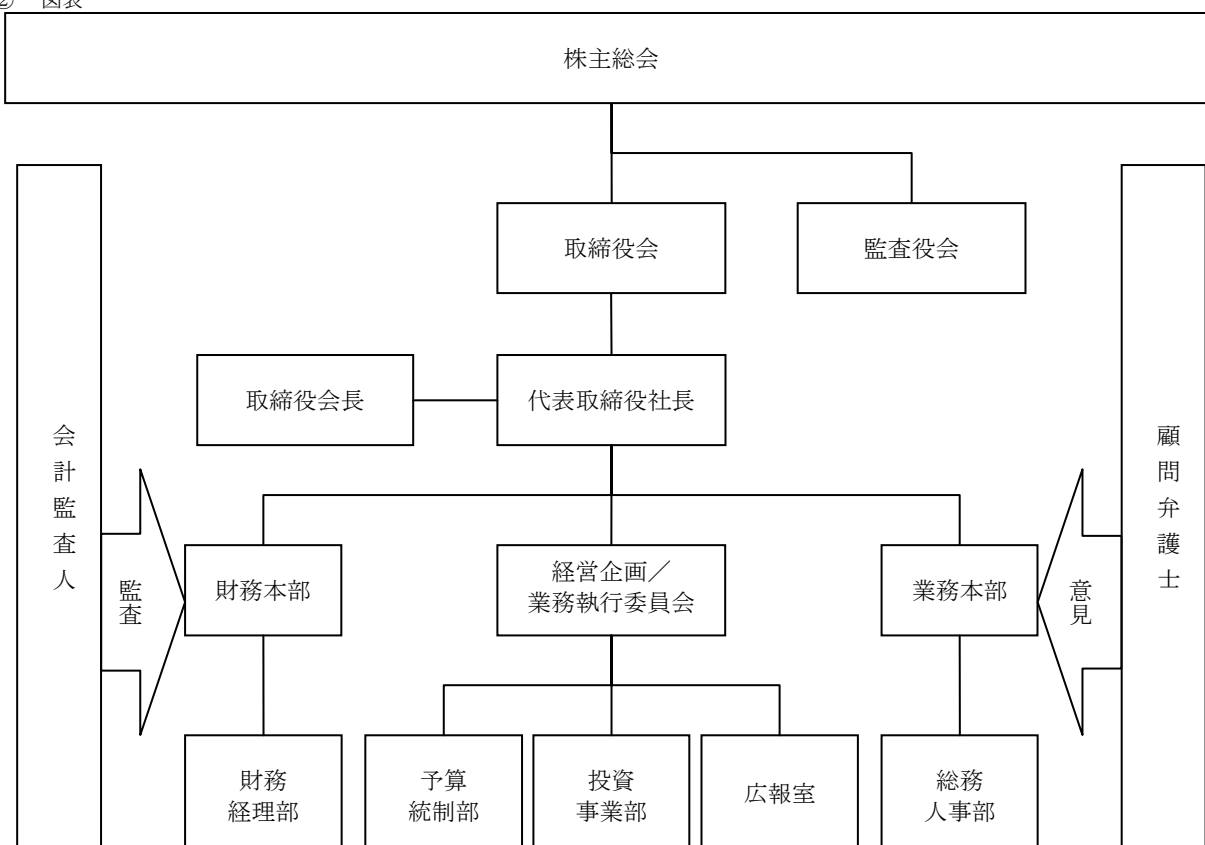 ② 図表
株主総会
取締役会
監査役会
取締役会長
代表取締役社長
会計監査人
顧問弁護士
監査
財務本部
経営企画／
業務執行委員会
業務本部
意見
財務
経理部
予算
統制部
投資
事業部
広報室
総務
人事部